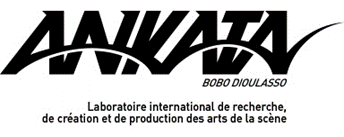 ANKATA
BOBO DIOULASSO
Laboratoire international de recherche,
de création et de production des arts de la scène